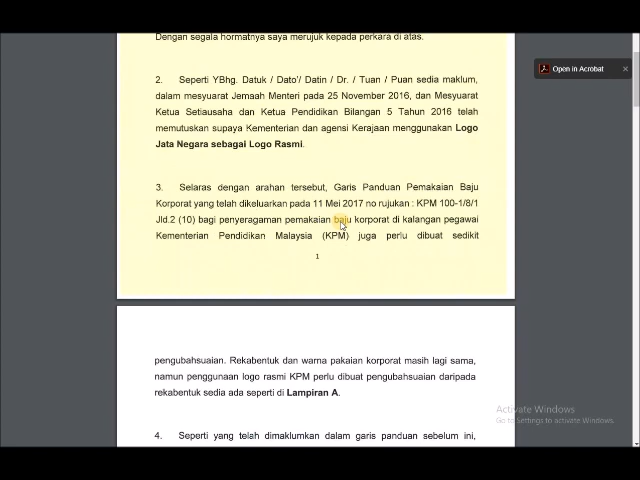 Dengan segala hormatnya saya merujuk kepada perkara di atas.
2. Seperti YBhg. Datuk / Dato'/ Datin / Dr. / Tuan / Puan sedia maklum,
dalam mesyuarat Jemaah Menteri pada 25 November 2016, dan Mesyuarat
Ketua Setiausaha dan Ketua Pendidikan Bilangan 5 Tahun 2016 telah
memutuskan supaya Kementerian dan agensi Kerajaan menggunakan Logo
Jata Negara sebagai Logo Rasmi.
3. Selaras dengan arahan tersebut, Garis Panduan Pemakaian Baju
Korporat yang telah dikeluarkan pada 11 Mei 2017 no rujukan : KPM 100-1/8/1
Jld.2 (10) bagi penyeragaman pemakaian baju korporat di kalangan pegawai
Kementerian Pendidikan Malaysia (KPM) juga perlu dibuat sedikit
1
pengubahsuaian. Rekabentuk dan warna pakaian korporat masih lagi sama,
namun penggunaan logo rasmi KPM perlu dibuat pengubahsuaian daripada
rekabentuk sedia ada seperti di Lampiran A.
4. Seperti yang telah dimaklumkan dalam garis panduan sebelum ini,
Open in Acrobat
Activate Windows
Go to Settings to activate Windows.